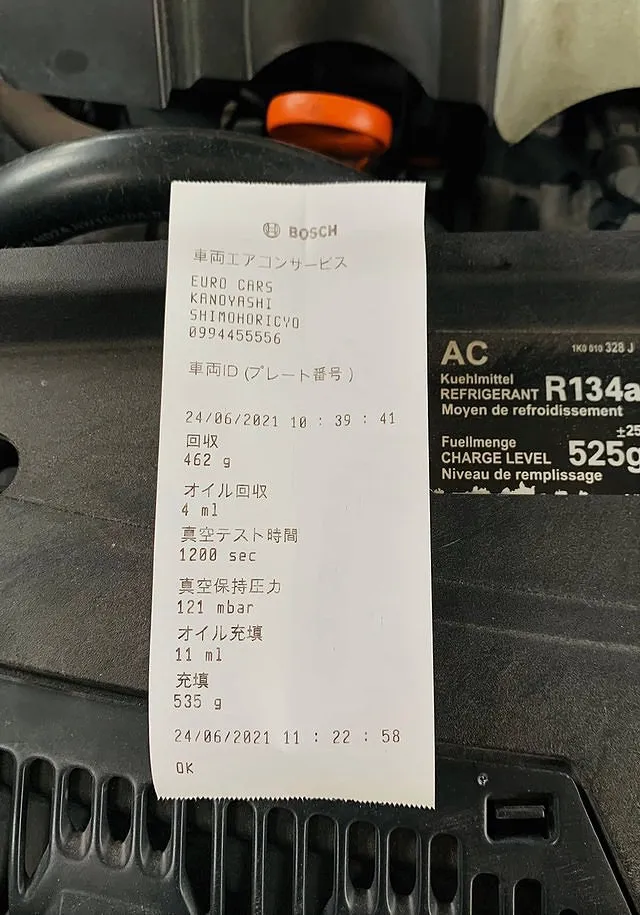 BOSCH
車両エアコンサービス
EURO CARS
KANOYASHI
SHIMOHORICYO
0994455556
車両ID (プレート番号 )
24/06/2021 10 : 39 : 41
回収
462 g
オイル回収
4 ml
真空テスト時間
1200 sec
真空保持圧力
121 mbar
オイル充填
11 ml
充填
535 g
24/06/2021 11 : 22 : 58
OK
AC
1K0 010 328 J
Kuehlmittel
REFRIGERANT R134a
Moyen de refroidissement
±25
Fuellmenge
CHARGE LEVEL 525g
Niveau de remplissage